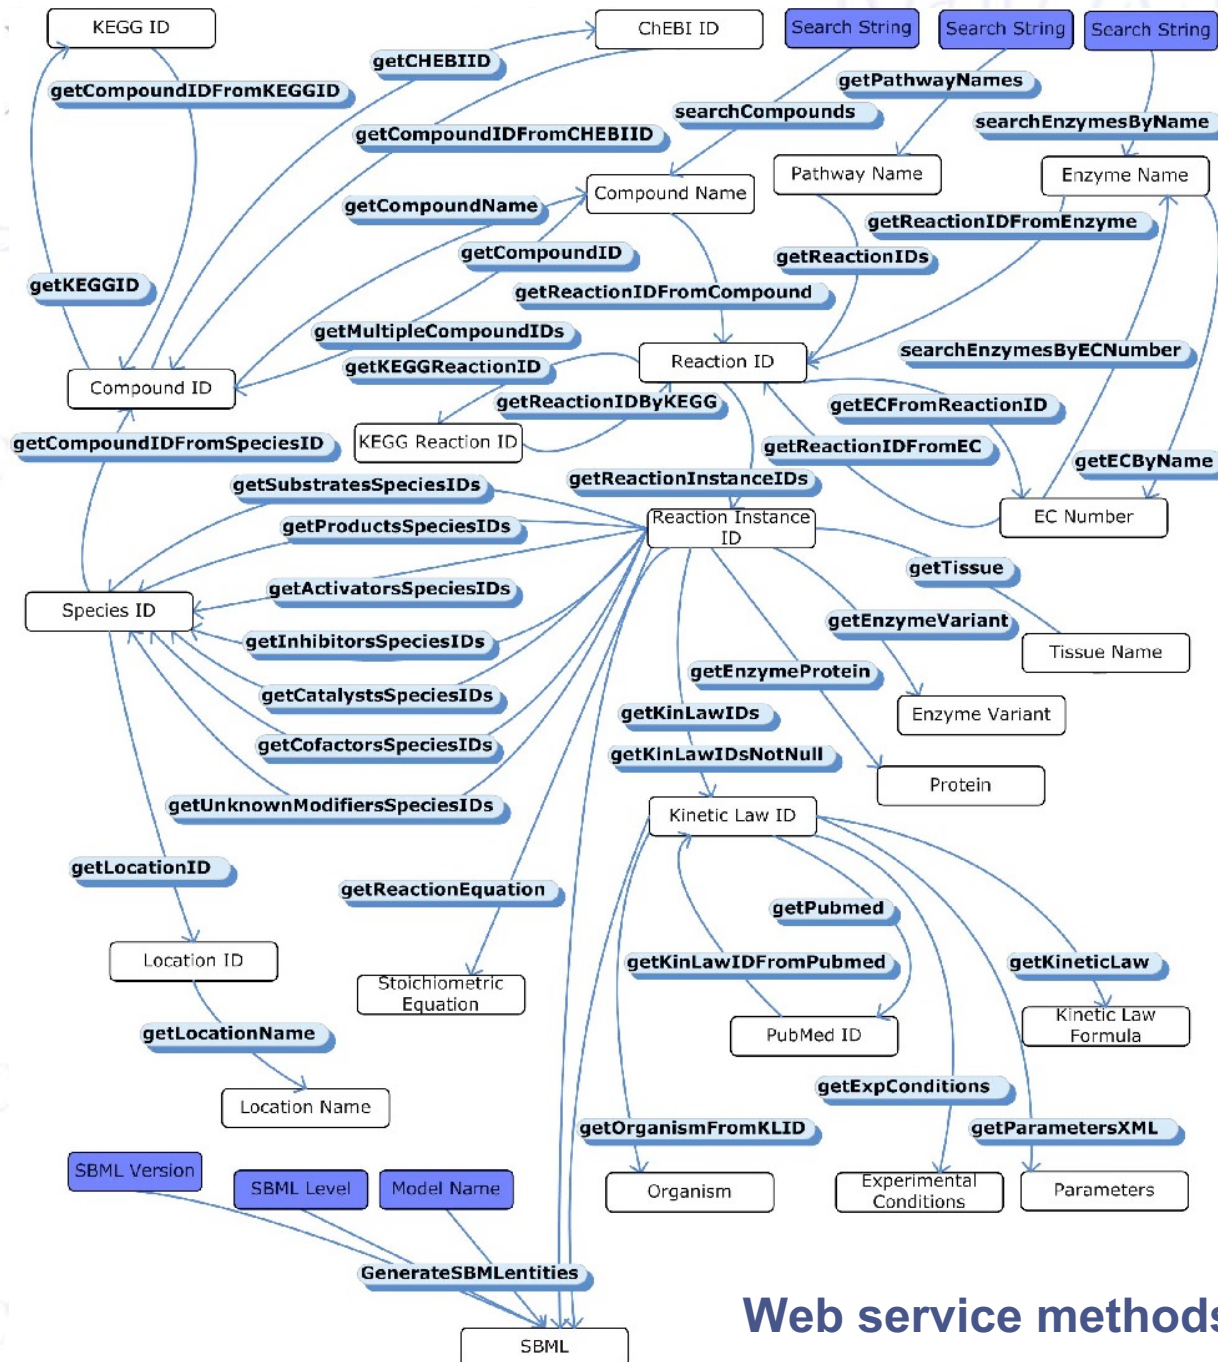 KEGG ID
ChEBI ID
Search String
Search String
Search String
getCHEBIID
getCompoundIDFromKEGGID
getPathwayNames
searchCompounds
searchEnzymesByName
getCompoundIDFromCHEBIID
Compound Name
Pathway Name
Enzyme Name
getCompoundName
getReactionIDFromEnzyme
getCompoundID
getReactionIDs
getKEGGID
getReactionIDFromCompound
getMultipleCompoundIDs
searchEnzymesByECNumber
getKEGGReactionID
Reaction ID
Compound ID
getReactionIDByKEGG
getECFromReactionID
getCompoundIDFromSpeciesID
KEGG Reaction ID
getReactionIDFromEC
getECByName
getSubstratesSpeciesIDs
getReactionInstanceIDs
getProductsSpeciesIDs
Reaction Instance
ID
EC Number
getTissue
getActivatorsSpeciesIDs
Species ID
getEnzymeVariant
getInhibitorsSpeciesIDs
Tissue Name
getEnzymeProtein
getCatalystsSpeciesIDs
getKinLawIDs
Enzyme Variant
getCofactorsSpeciesIDs
getKinLawIDsNotNull
Protein
getUnknownModifiersSpeciesIDs
Kinetic Law ID
getLocationID
getReactionEquation
getPubmed
Location ID
getKinLawIDFromPubmed
getKineticLaw
Stoichiometric
Equation
getLocationName
PubMed ID
Kinetic Law
Formula
getExpConditions
Location Name
getOrganismFromKLID
getParametersXML
SBML Version
SBML Level
Model Name
Organism
Experimental
Conditions
Parameters
GenerateSBMLentities
Web service methods
SBML